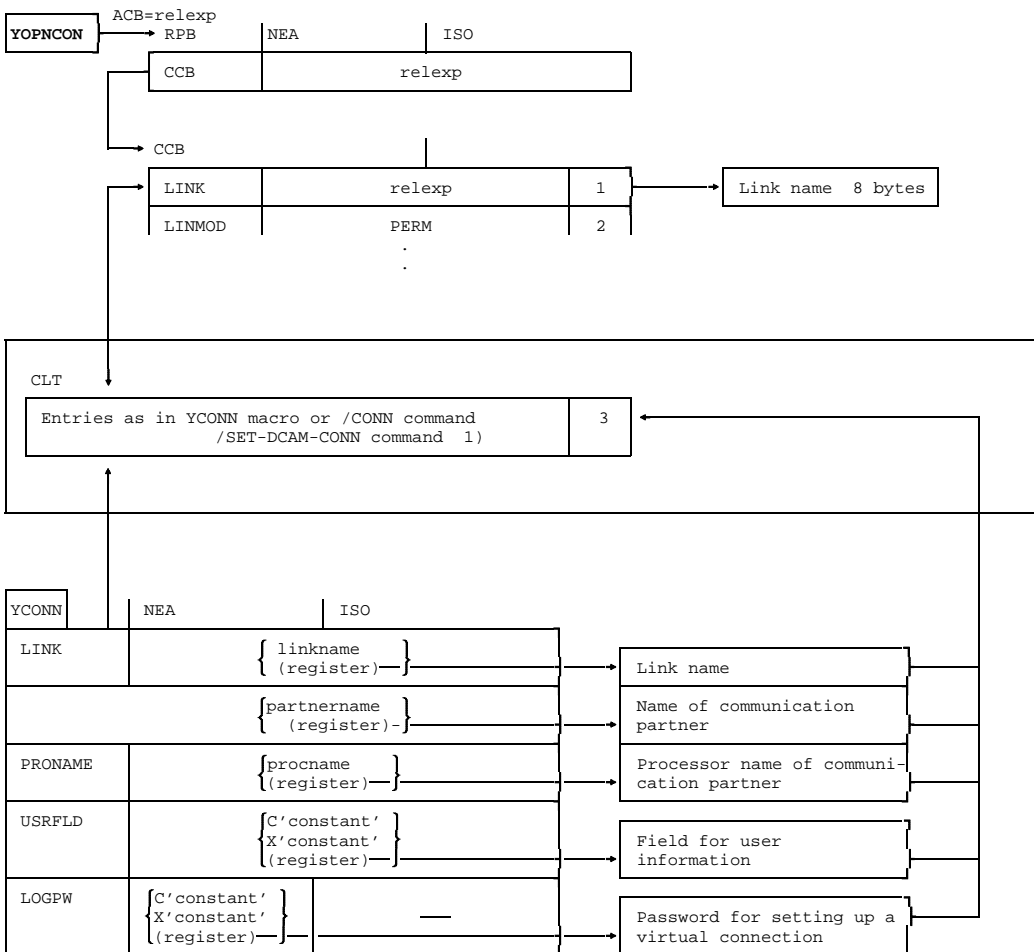 ACB=relexp
YOPNCON RPB NEA ISO
CCB relexp
CCB
LINK relexp 1 Link name 8 bytes
LINMOD PERM 2
.
.
CLT
Entries as in YCONN macro or /CONN command 3
/SET-DCAM-CONN command 1)
YCONN NEA ISO
LINK linkname
(register) Link name
partnername Name of communication
(register) partner
PRONAME procname Processor name of communi-
(register) cation partner
USRFLD C'constant'
X'constant' Field for user
(register) information
LOGPW C'constant'
X'constant' — Password for setting up a
(register) virtual connection